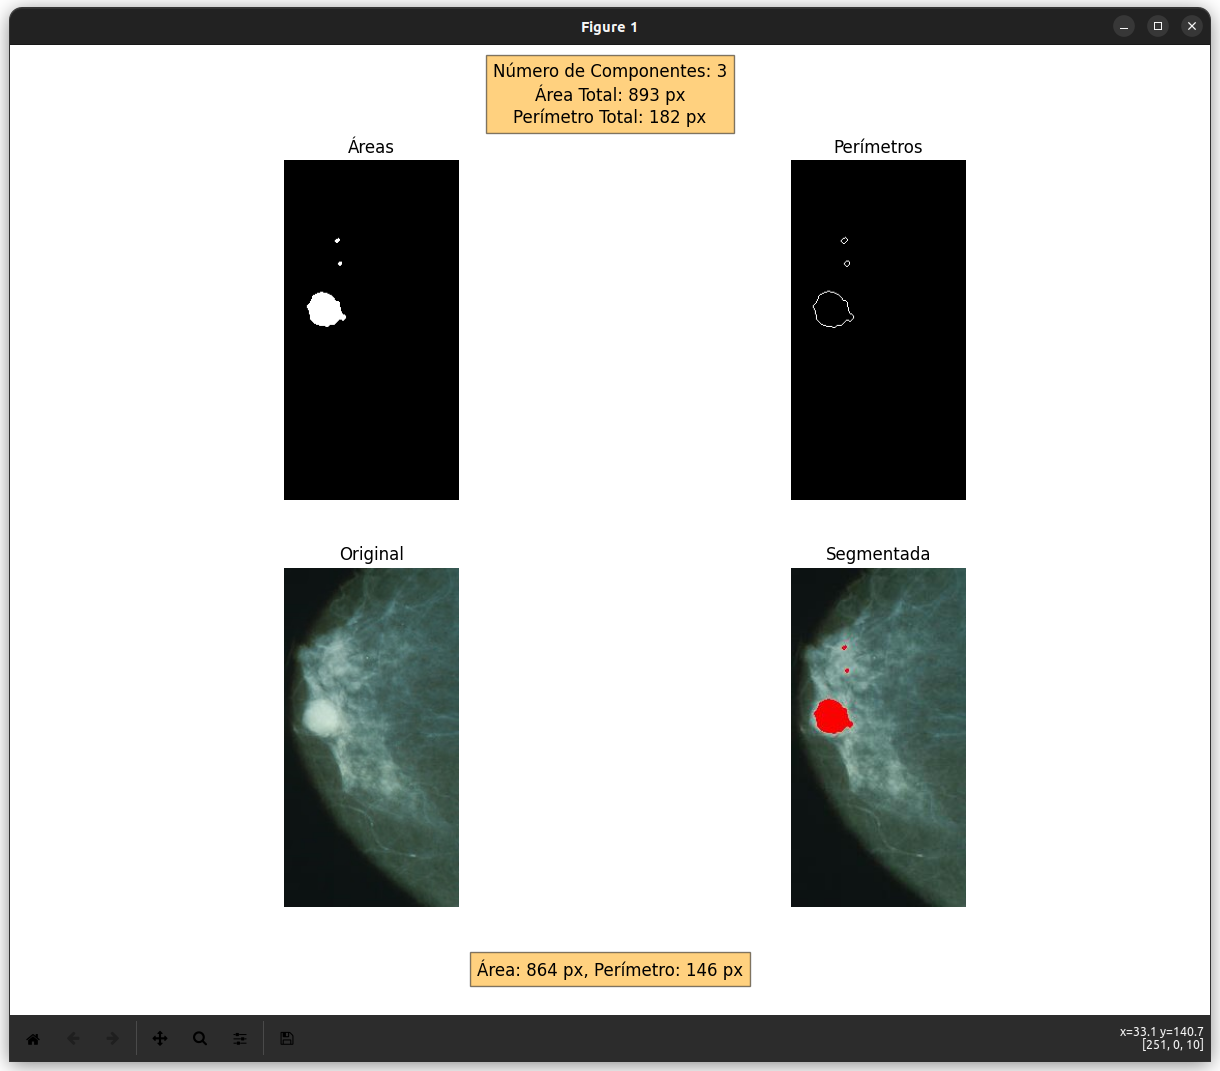 Figure 1
Número de Componentes: 3
Área Total: 893 px
Perímetro Total: 182 px
Áreas
Perímetros
Original
Segmentada
Área: 864 px, Perímetro: 146 px
x=33.1 y=140.7
[251, 0, 10]